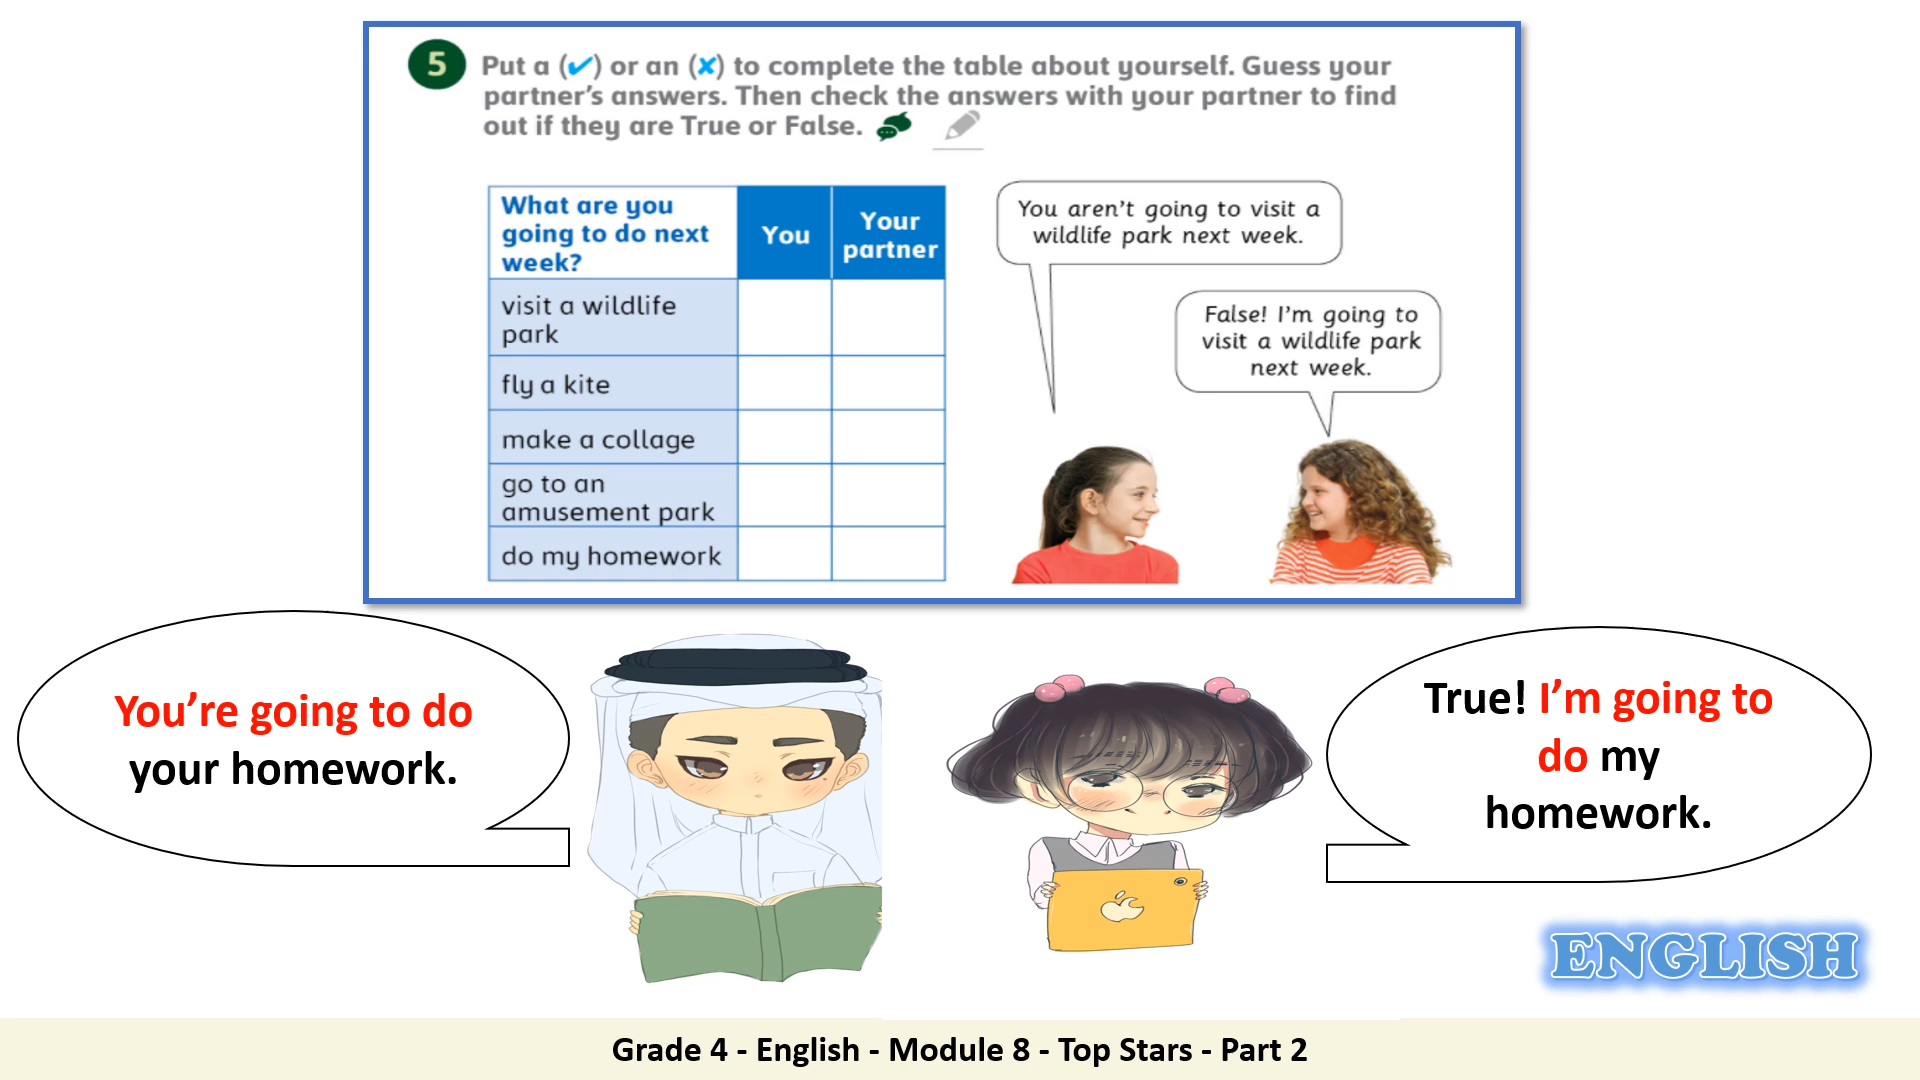 5
Put a (✔) or an (✘) to complete the table about yourself. Guess your
partner's answers. Then check the answers with your partner to find
out if they are True or False.
What are you
going to do next
week?
You
Your
partner
visit a wildlife
park
fly a kite
make a collage
go to an
amusement park
do my homework
You aren't going to visit a
wildlife park next week.
False! I'm going to
visit a wildlife park
next week.
You're going to do
your homework.
True! I'm going to
do my
homework.
ENGLISH
Grade 4 - English - Module 8 - Top Stars - Part 2